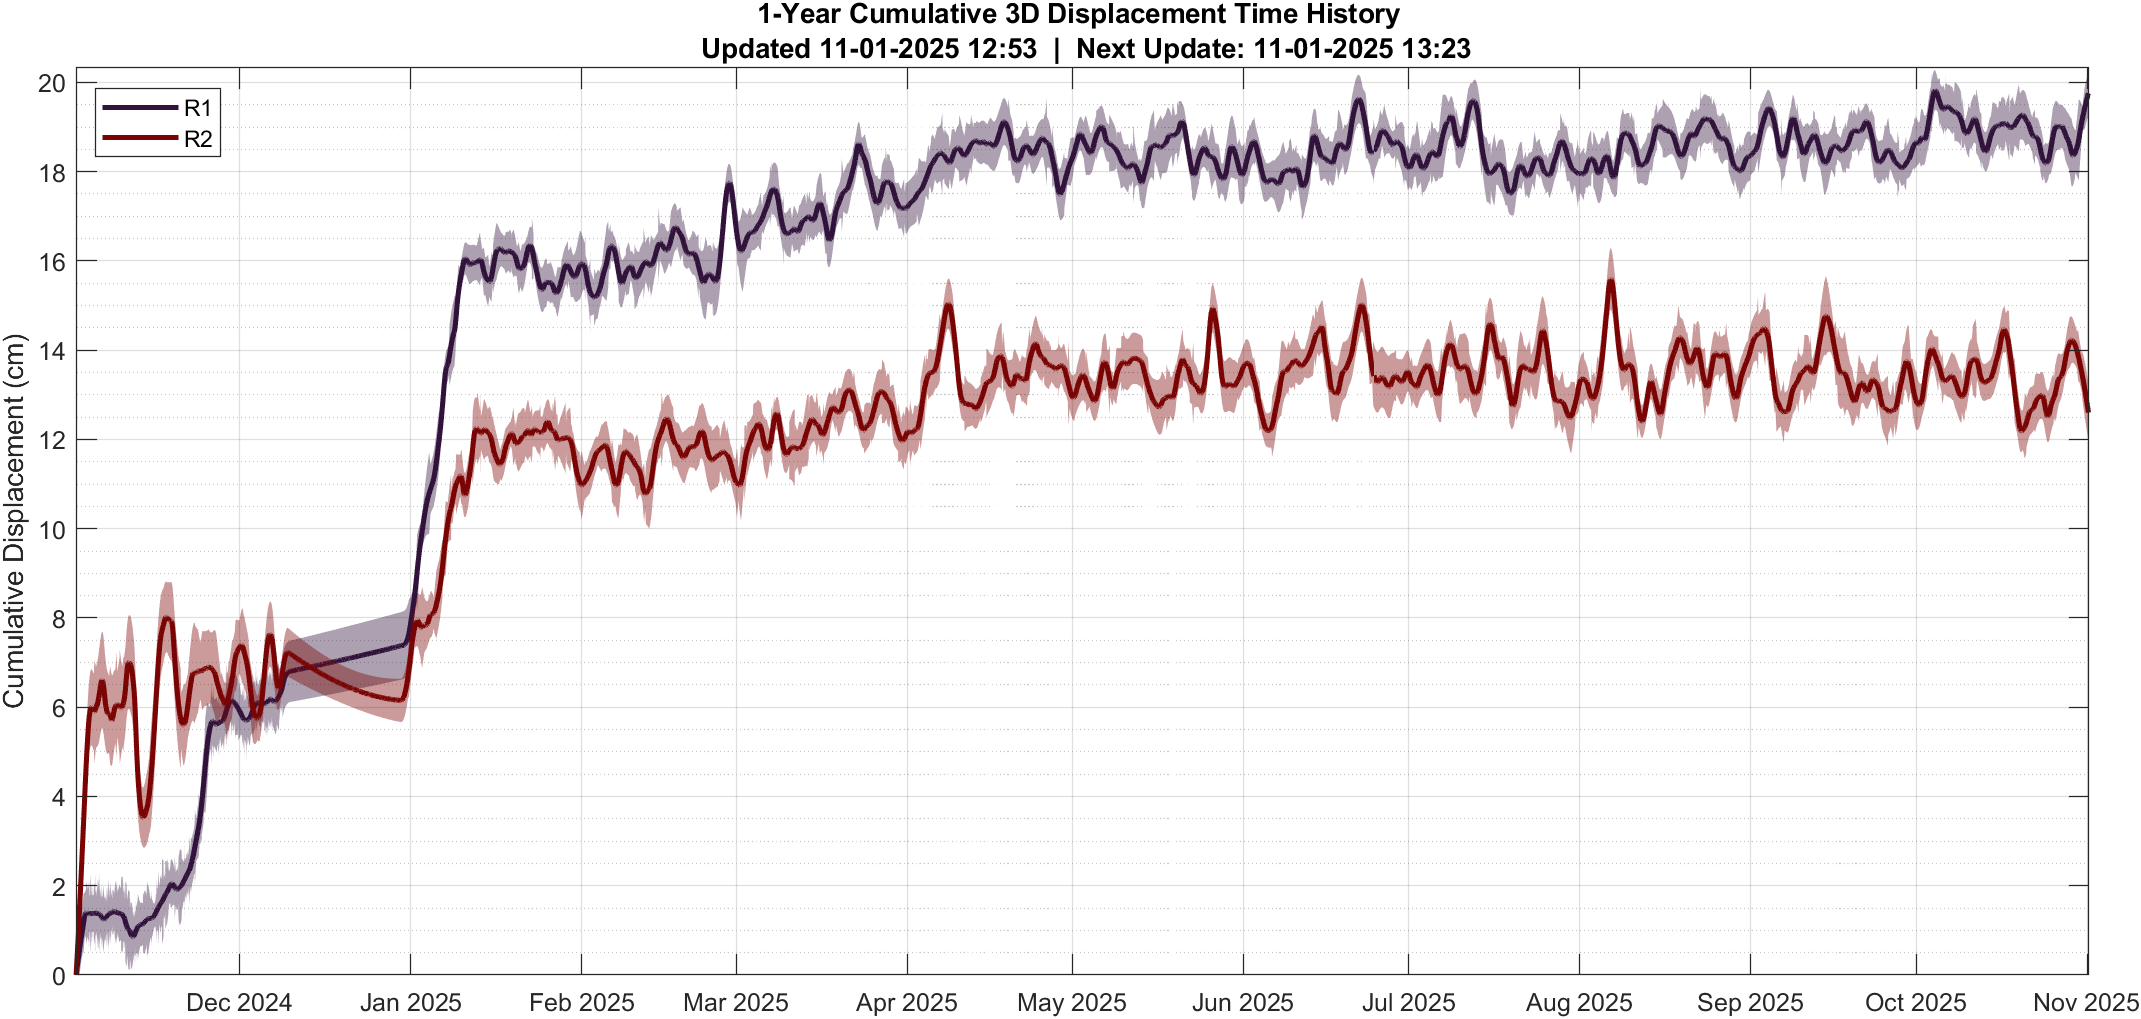 1-Year Cumulative 3D Displacement Time History
Updated 11-01-2025 12:53 | Next Update: 11-01-2025 13:23
R1
R2
Cumulative Displacement (cm)
20
18
16
14
12
10
8
6
4
2
0
Dec 2024
Jan 2025
Feb 2025
Mar 2025
Apr 2025
May 2025
Jun 2025
Jul 2025
Aug 2025
Sep 2025
Oct 2025
Nov 2025